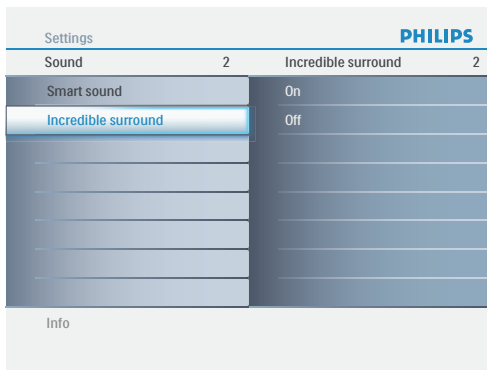 Settings PHILIPS
Sound 2 Incredible surround 2
Smart sound On
Incredible surround Off
Info